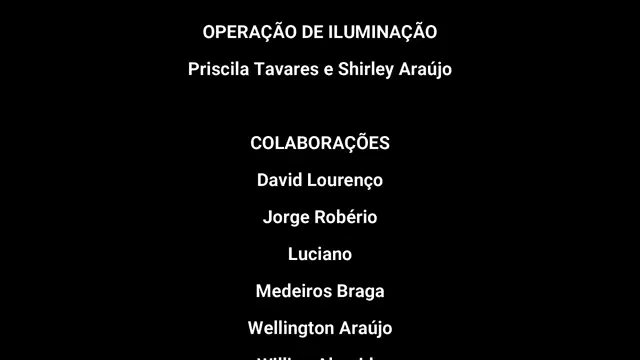 OPERAÇÃO DE ILUMINAÇÃO
Priscila Tavares e Shirley Araújo
COLABORAÇÕES
David Lourenço
Jorge Robério
Luciano
Medeiros Braga
Wellington Araújo